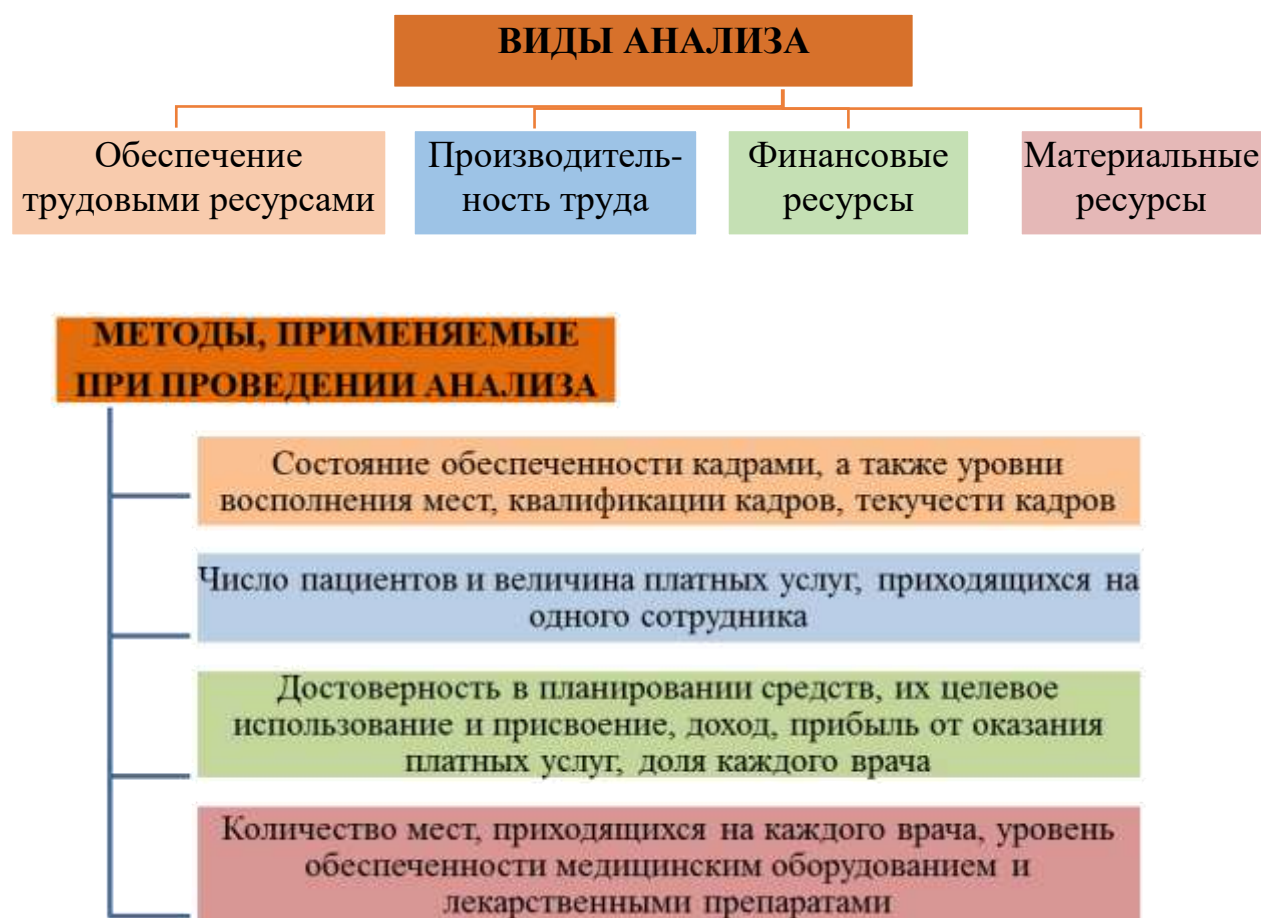 ВИДЫ АНАЛИЗА
Обеспечение
трудовыми ресурсами
Производитель-
ность труда
Финансовые
ресурсы
Материальные
ресурсы
МЕТОДЫ, ПРИМЕНЯЕМЫЕ
ПРИ ПРОВЕДЕНИИ АНАЛИЗА
Состояние обеспеченности кадрами, а также уровни
восполнения мест, квалификации кадров, текучести кадров
Число пациентов и величина платных услуг, приходящихся на
одного сотрудника
Достоверность в планировании средств, их целевое
использование и присвоение, доход, прибыль от оказания
платных услуг, доля каждого врача
Количество мест, приходящихся на каждого врача, уровень
обеспеченности медицинским оборудованием и
лекарственными препаратами